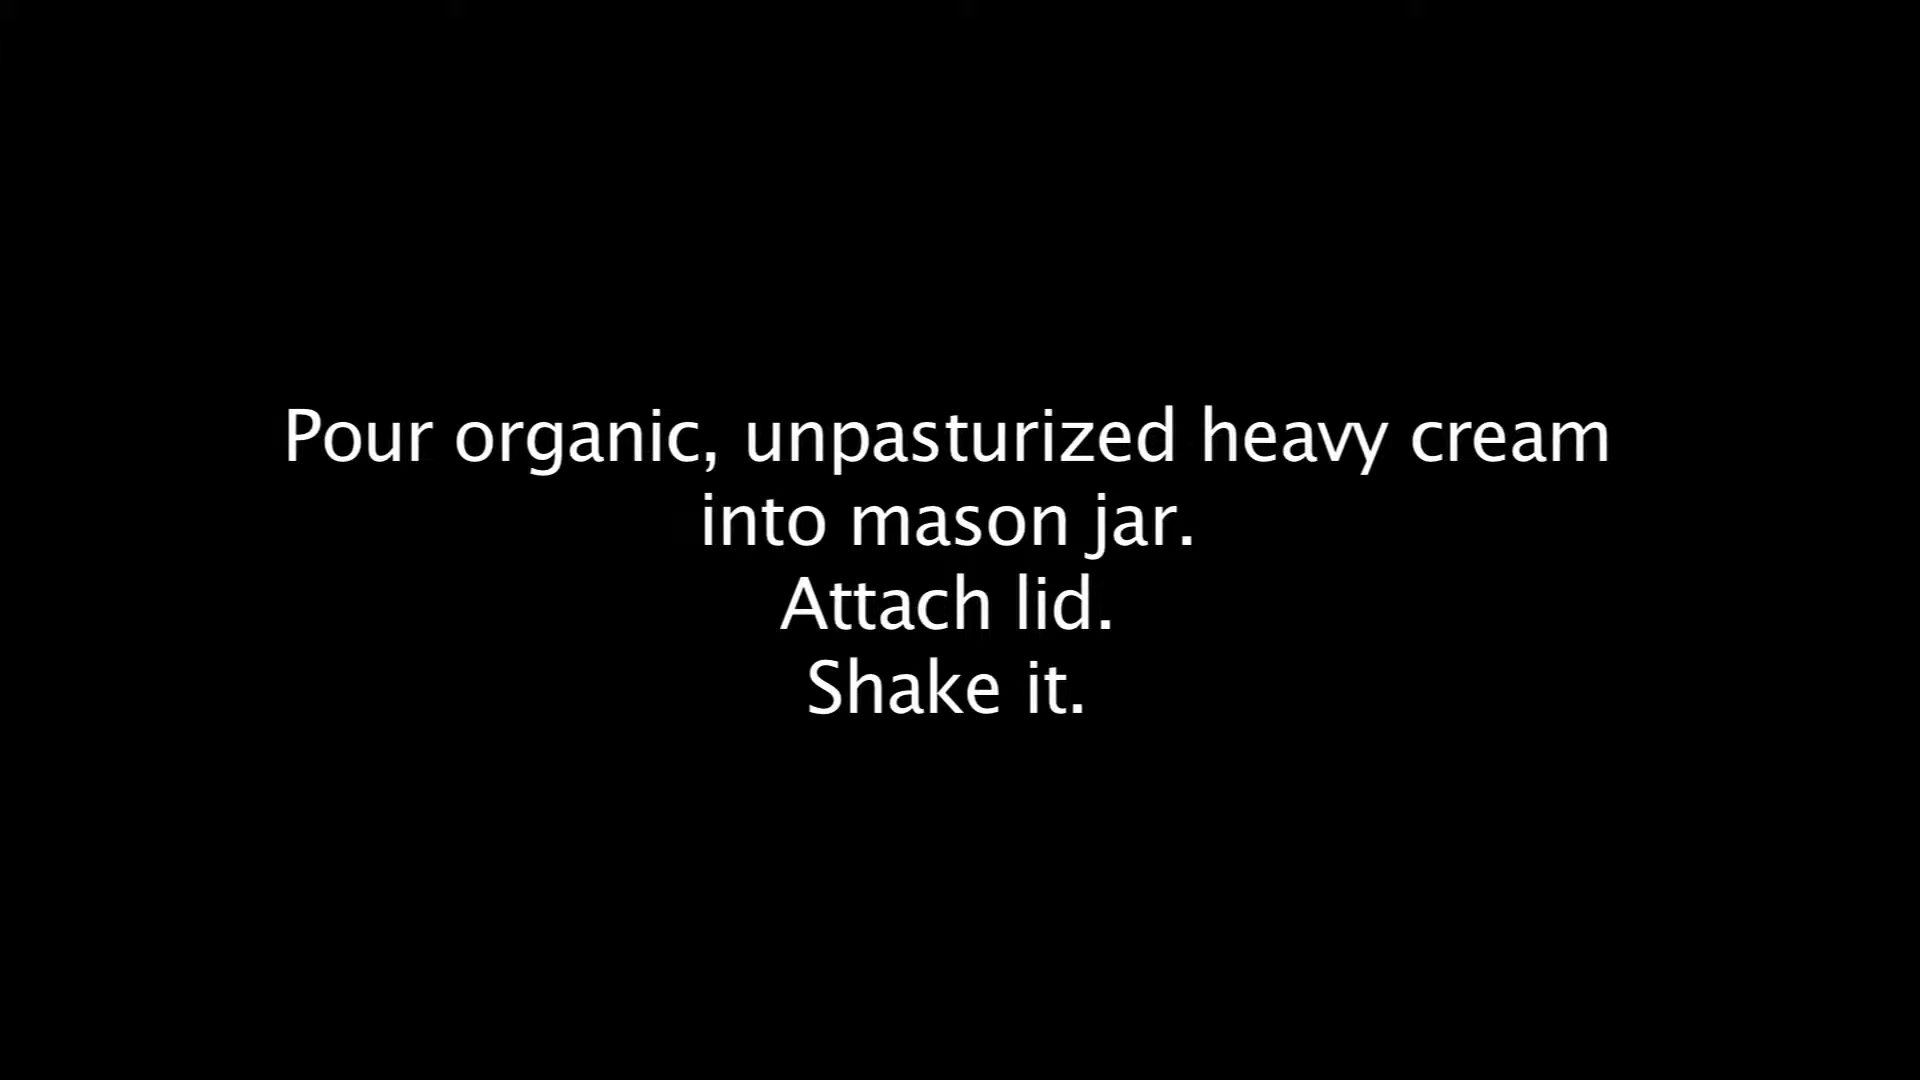 Pour organic, unpasturized heavy cream
into mason jar.
Attach lid.
Shake it.